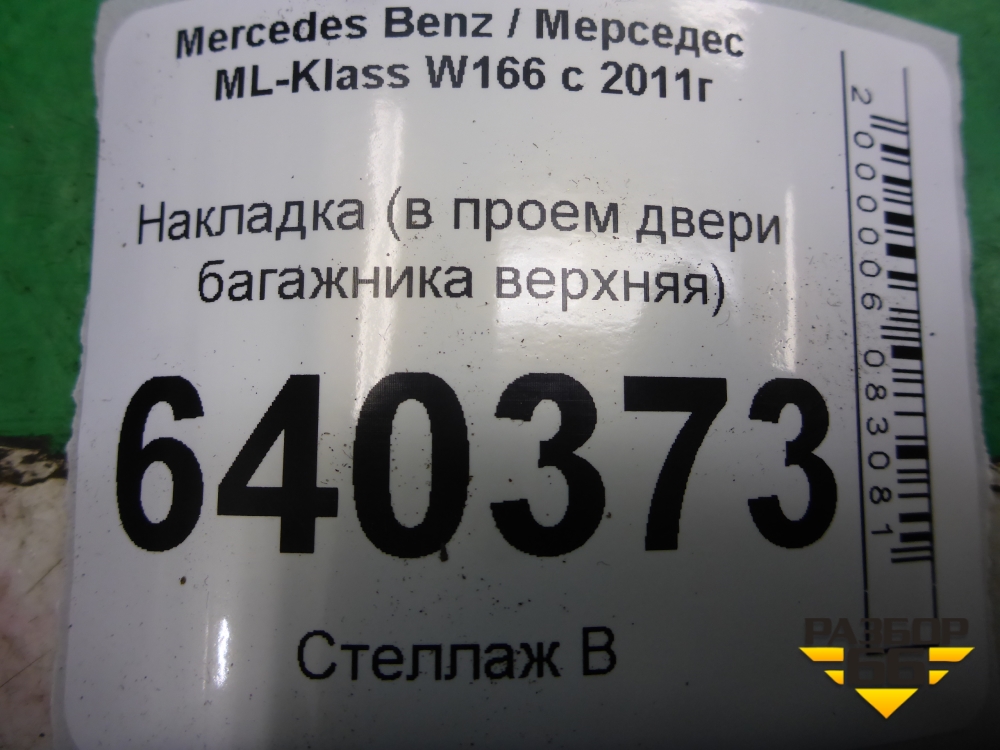 Mercedes Benz / Мерседес
ML-Klass W166 с 2011г
Накладка (в проем двери
багажника верхняя)
640373
Стеллаж В
2000006083081
РАЗБОР
66